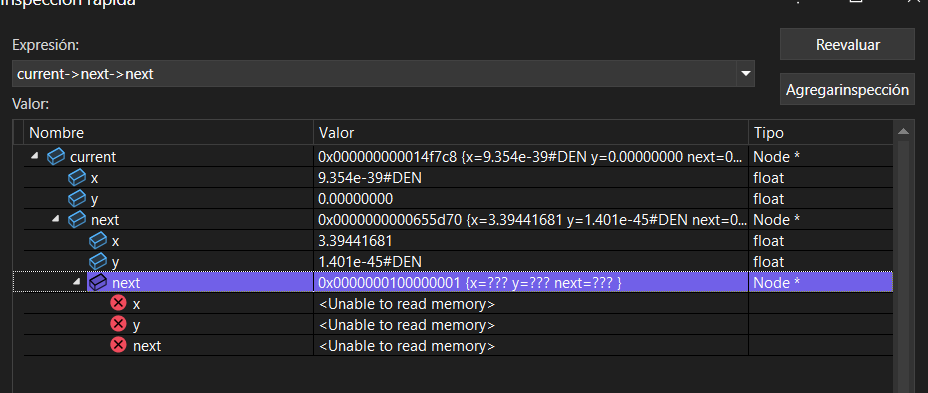 Inspección rápida
Expresión:
Reevaluar
current->next->next
Agregarinspección
Valor:
Nombre Valor Tipo
current 0x000000000014f7c8 {x=9.354e-39#DEN y=0.00000000 next=0... Node *
x 9.354e-39#DEN float
y 0.00000000 float
next 0x0000000000655d70 {x=3.39441681 y=1.401e-45#DEN next=0... Node *
x 3.39441681 float
y 1.401e-45#DEN float
next 0x0000000100000001 {x=??? y=??? next=??? } Node *
x <Unable to read memory>
y <Unable to read memory>
next <Unable to read memory>